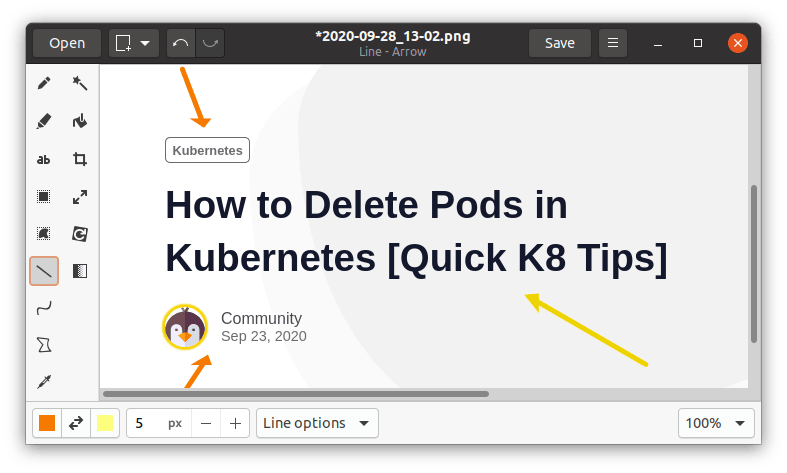 Open
*2020-09-28_13-02.png
Line - Arrow
Save
ab
Kubernetes
How to Delete Pods in
Kubernetes [Quick K8 Tips]
Community
Sep 23, 2020
5 px
Line options
100%